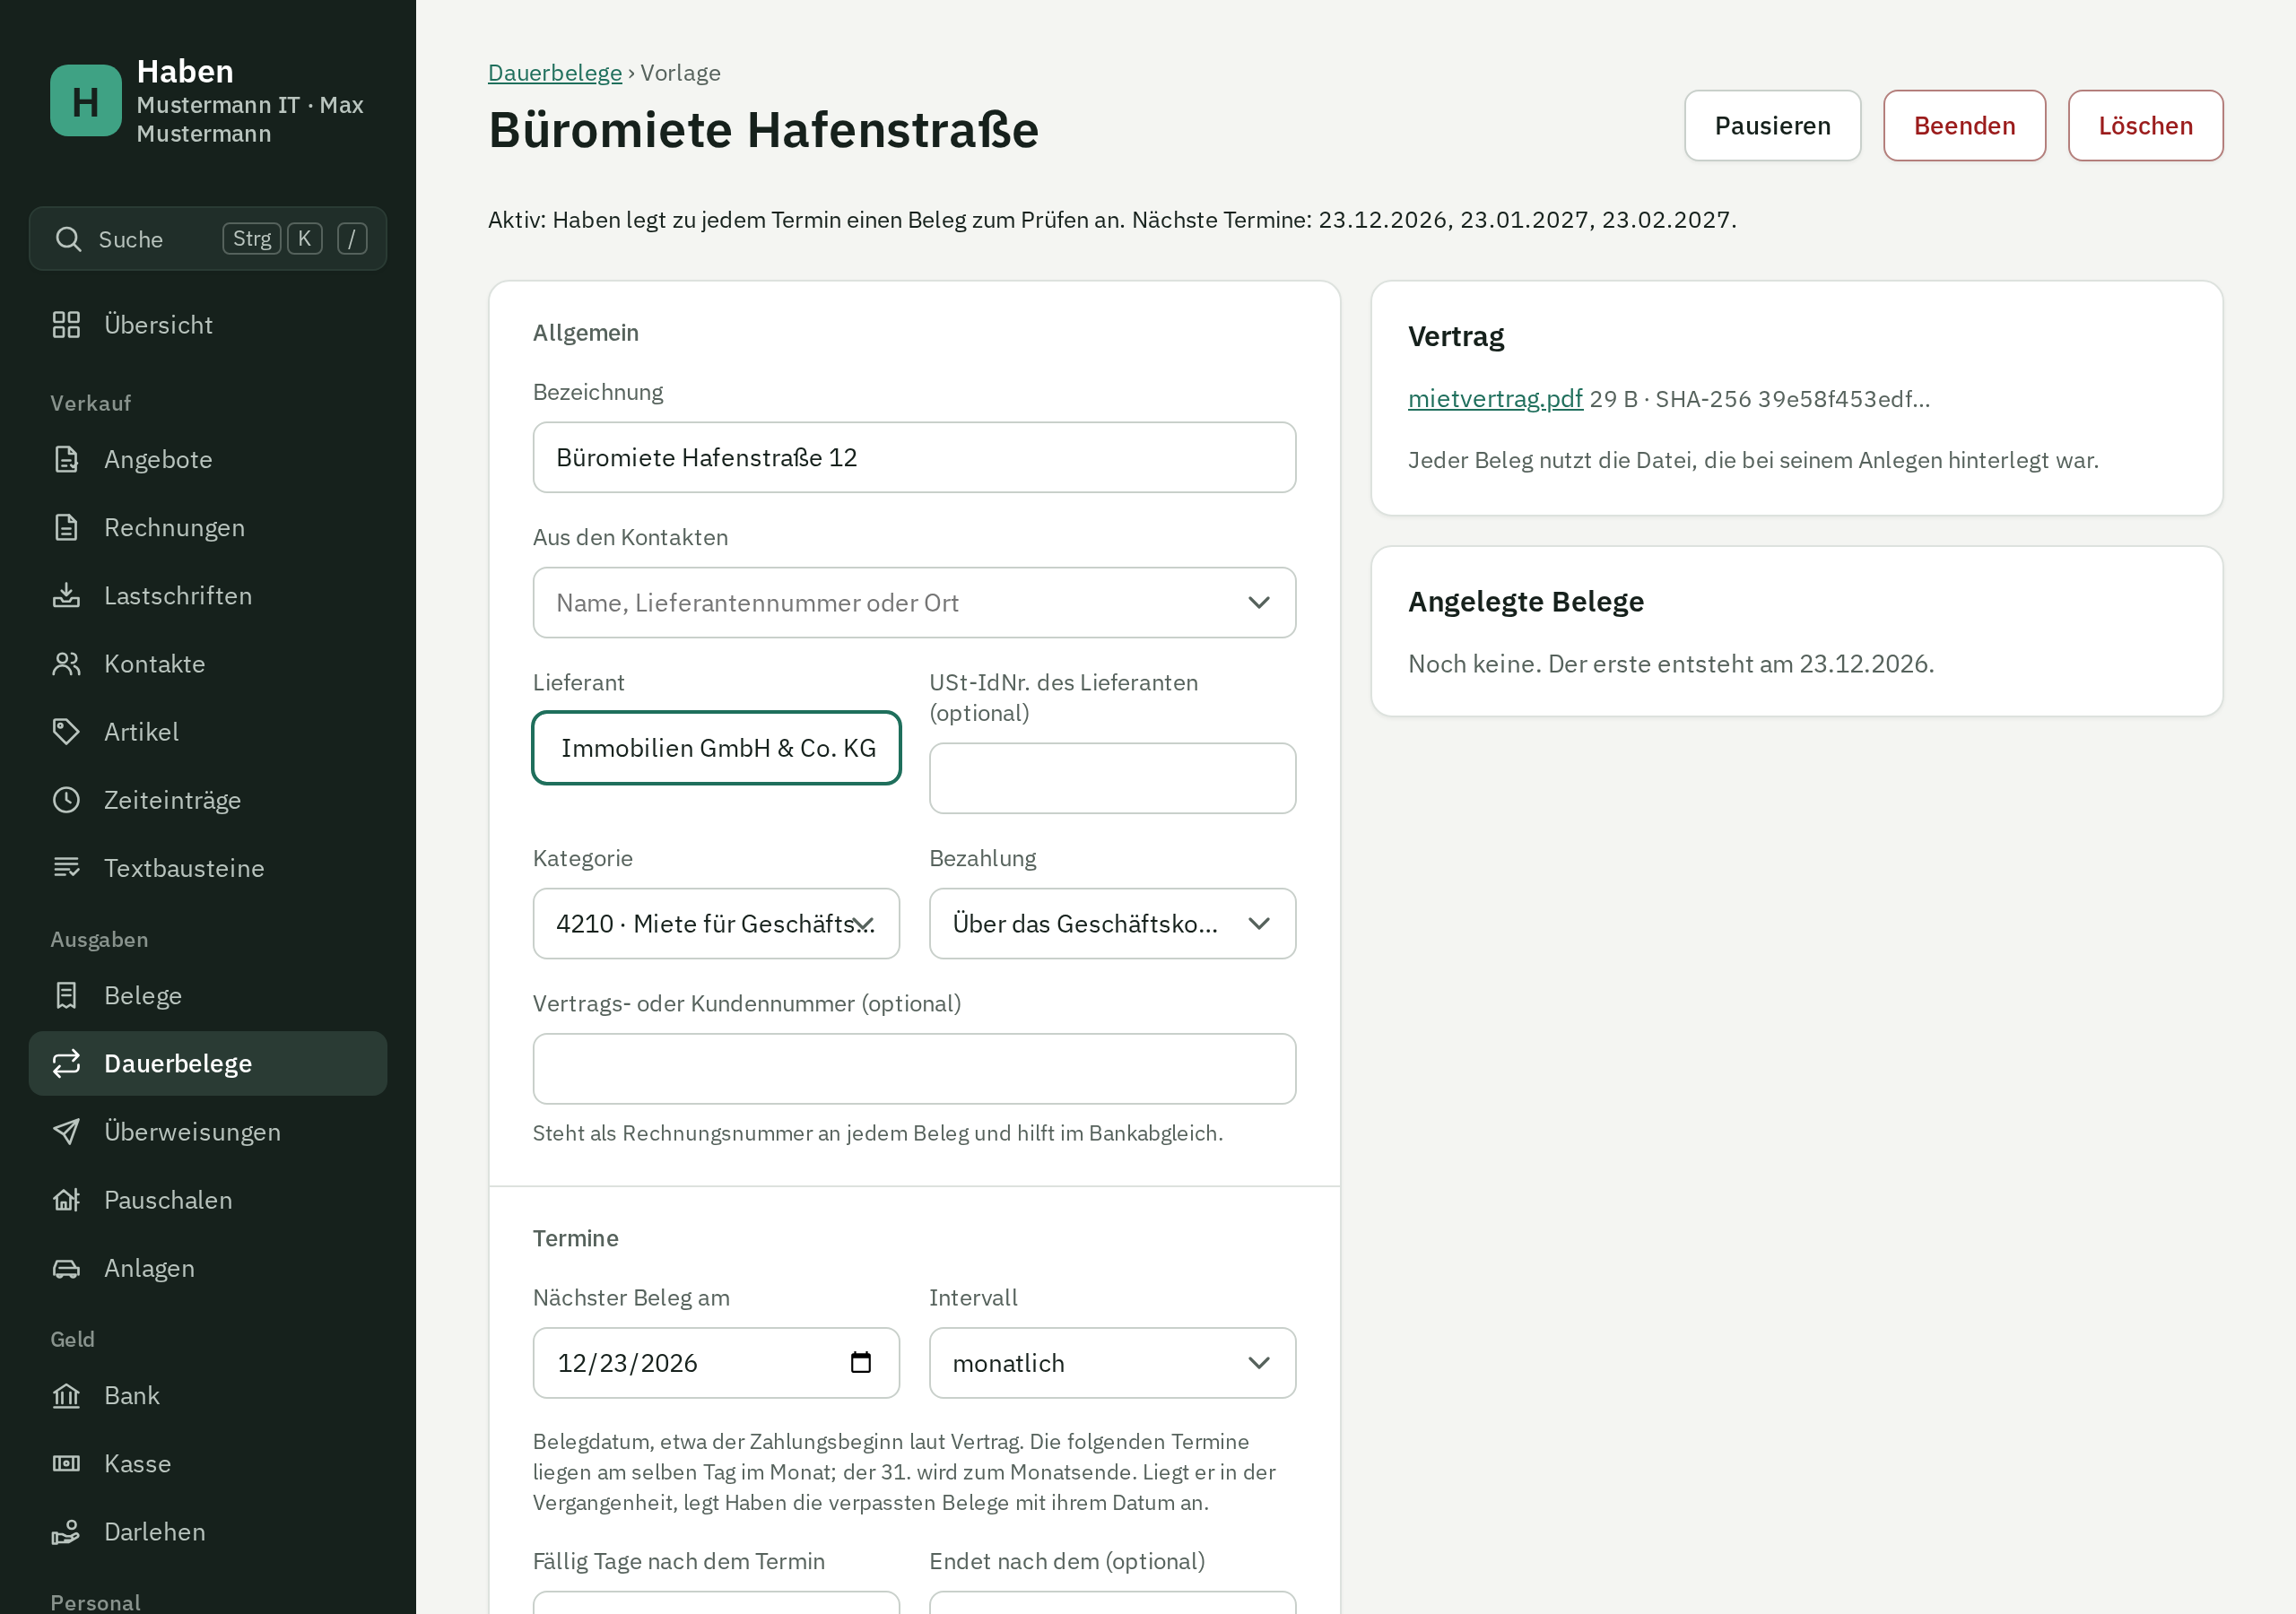 H
Haben
Mustermann IT · Max
Mustermann
Suche Strg K /
Übersicht
Verkauf
Angebote
Rechnungen
Lastschriften
Kontakte
Artikel
Zeiteinträge
Textbausteine
Ausgaben
Belege
Dauerbelege
Überweisungen
Pauschalen
Anlagen
Geld
Bank
Kasse
Darlehen
Personal
Dauerbelege › Vorlage
Büromiete Hafenstraße
Pausieren Beenden Löschen
Aktiv: Haben legt zu jedem Termin einen Beleg zum Prüfen an. Nächste Termine: 23.12.2026, 23.01.2027, 23.02.2027.
Allgemein
Bezeichnung
Büromiete Hafenstraße 12
Aus den Kontakten
Name, Lieferantennummer oder Ort
Lieferant
Immobilien GmbH & Co. KG
USt-IdNr. des Lieferanten
(optional)
Kategorie
4210 · Miete für Geschäfts...
Bezahlung
Über das Geschäftsko...
Vertrags- oder Kundennummer (optional)
Steht als Rechnungsnummer an jedem Beleg und hilft im Bankabgleich.
Termine
Nächster Beleg am
12/23/2026
Intervall
monatlich
Belegdatum, etwa der Zahlungsbeginn laut Vertrag. Die folgenden Termine
liegen am selben Tag im Monat; der 31. wird zum Monatsende. Liegt er in der
Vergangenheit, legt Haben die verpassten Belege mit ihrem Datum an.
Fällig Tage nach dem Termin
Endet nach dem (optional)
Vertrag
mietvertrag.pdf 29 B · SHA-256 39e58f453edf…
Jeder Beleg nutzt die Datei, die bei seinem Anlegen hinterlegt war.
Angelegte Belege
Noch keine. Der erste entsteht am 23.12.2026.